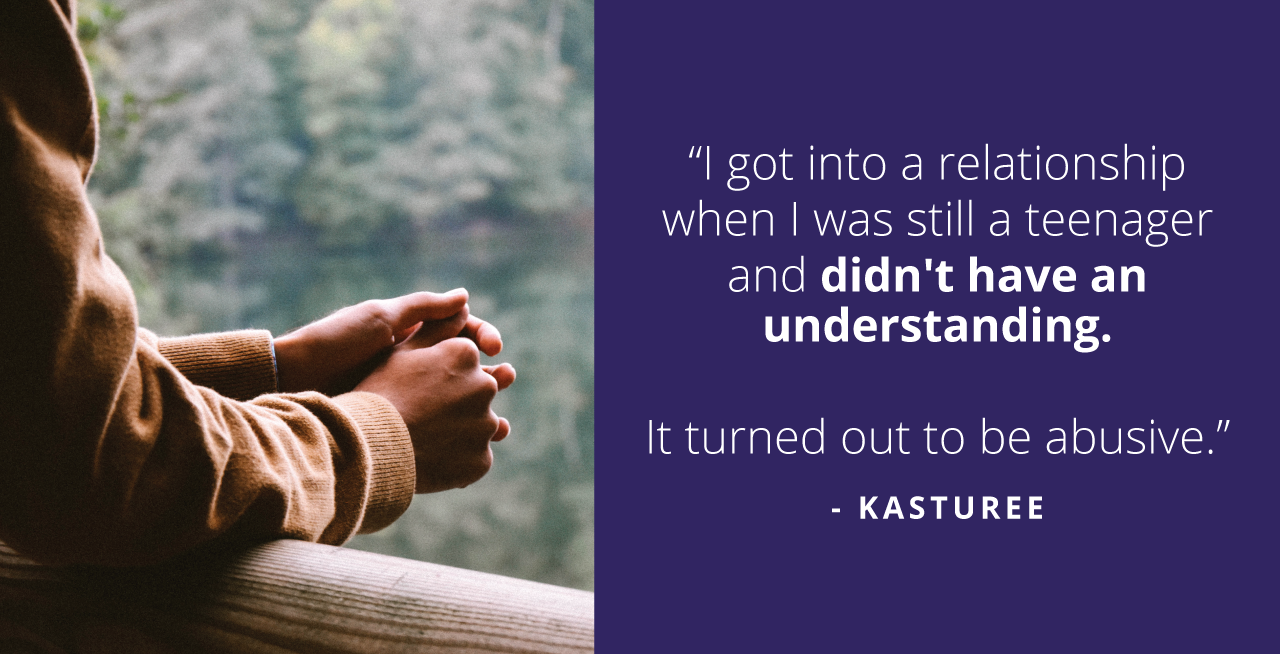 “I got into a relationship
when I was still a teenager
and didn't have an
understanding.
It turned out to be abusive.”
- KASTUREE